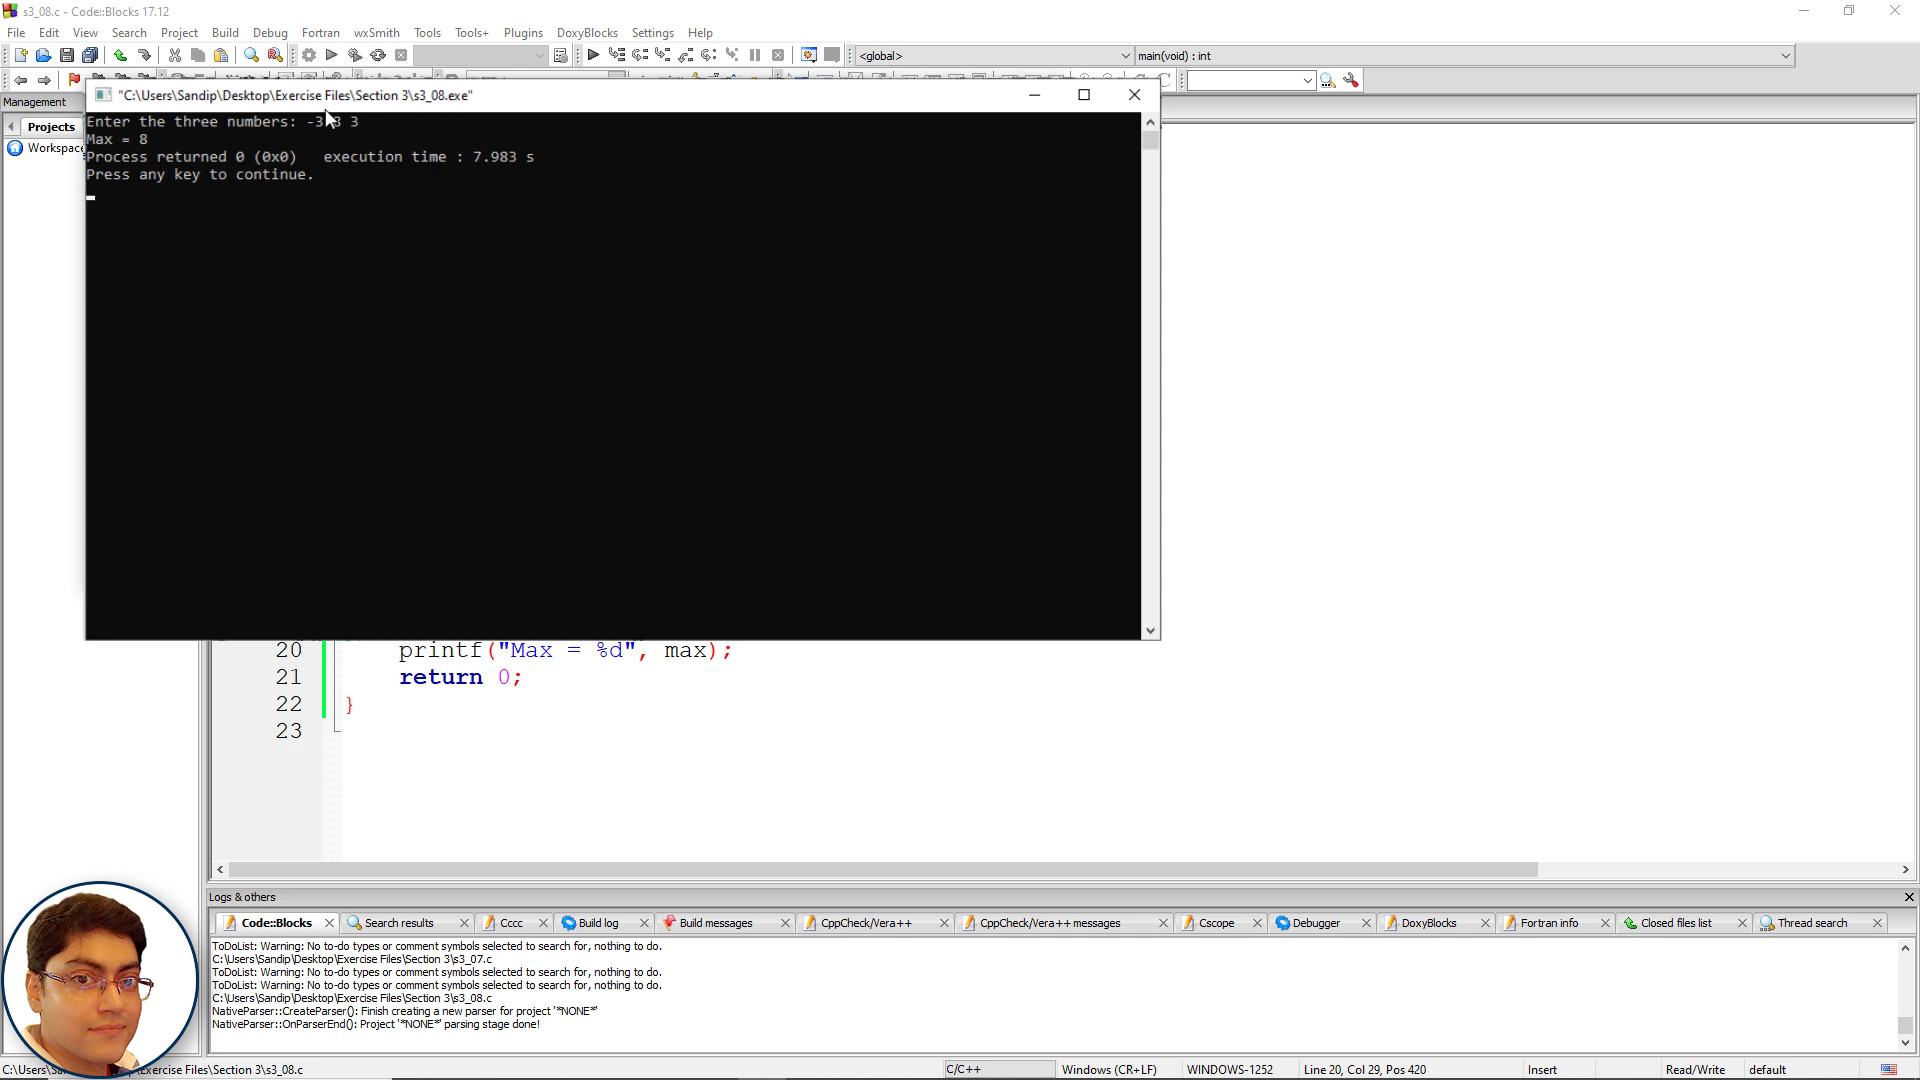 s3_08.c - Code::Blocks 17.12
File Edit View Search Project Build Debug Fortran wxSmith Tools Tools+ Plugins DoxyBlocks Settings Help
<global>
main(void) : int
Management
Projects
Workspace
"C:\Users\Sandip\Desktop\Exercise Files\Section 3\s3_08.exe"
Enter the three numbers: -3 8 3
Max = 8
Process returned 0 (0x0) execution time : 7.983 s
Press any key to continue.
20 printf("Max = %d", max);
21 return 0;
22 }
23
Logs & others
Code::Blocks Search results Cccc Build log Build messages CppCheck/Vera++ CppCheck/Vera++ messages Cscope Debugger DoxyBlocks Fortran info Closed files list Thread search
ToDoList: Warning: No to-do types or comment symbols selected to search for, nothing to do.
C:\Users\Sandip\Desktop\Exercise Files\Section 3\s3_07.c
ToDoList: Warning: No to-do types or comment symbols selected to search for, nothing to do.
ToDoList: Warning: No to-do types or comment symbols selected to search for, nothing to do.
C:\Users\Sandip\Desktop\Exercise Files\Section 3\s3_08.c
NativeParser::CreateParser(): Finish creating a new parser for project '*NONE*'
NativeParser::OnParserEnd(): Project '*NONE*' parsing stage done!
C:\Users\Sa Exercise Files\Section 3\s3_08.c C/C++ Windows (CR+LF) WINDOWS-1252 Line 20, Col 29, Pos 420 Insert Read/Write default